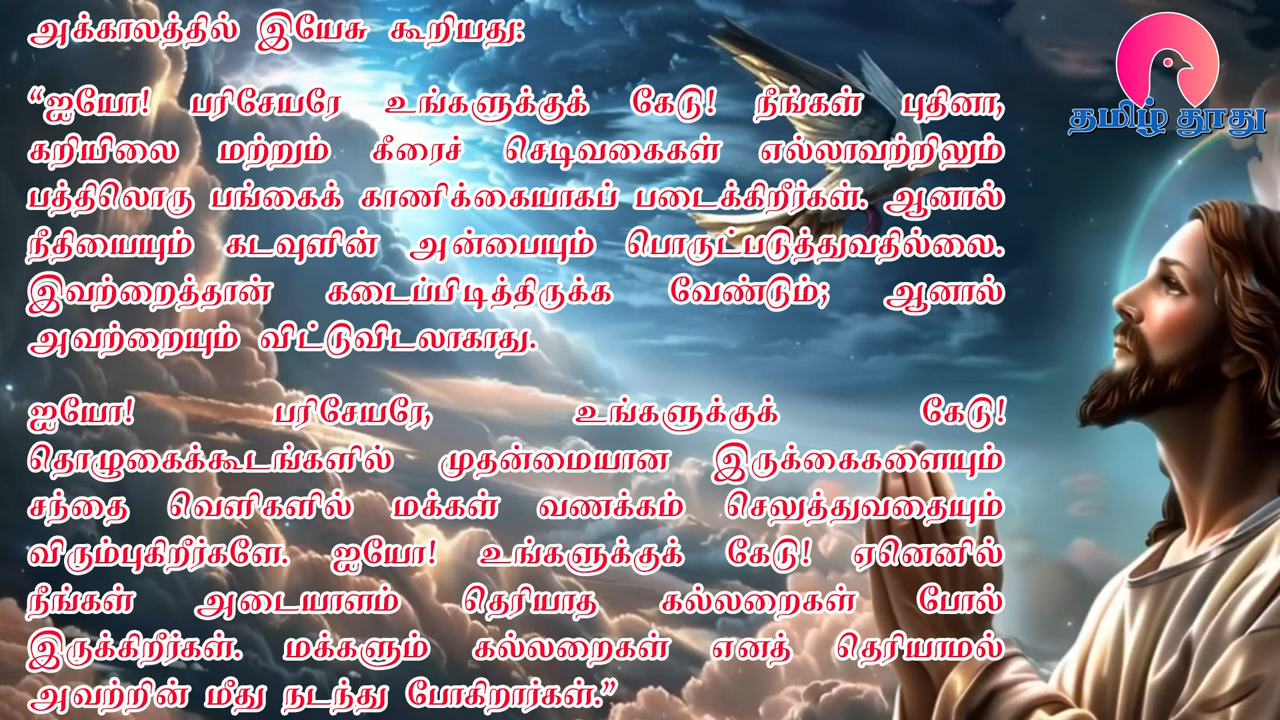 அக்காலத்தில் இயேசு கூறியது:
“ஐயோ! பரிசேயரே உங்களுக்குக் கேடு! நீங்கள் புதினா,
கறியிலை மற்றும் கீரைச் செடிவகைகள் எல்லாவற்றிலும்
பத்திலொரு பங்கைக் காணிக்கையாகப் படைக்கிறீர்கள். ஆனால்
நீதியையும் கடவுளின் அன்பையும் பொருட்படுத்துவதில்லை.
இவற்றைத்தான் கடைப்பிடித்திருக்க வேண்டும்; ஆனால்
அவற்றையும் விட்டுவிடலாகாது.
ஐயோ! பரிசேயரே, உங்களுக்குக் கேடு!
தொழுகைக்கூடங்களில் முதன்மையான இருக்கைகளையும்
சந்தை வெளிகளில் மக்கள் வணக்கம் செலுத்துவதையும்
விரும்புகிறீர்களே. ஐயோ! உங்களுக்குக் கேடு! ஏனெனில்
நீங்கள் அடையாளம் தெரியாத கல்லறைகள் போல்
இருக்கிறீர்கள். மக்களும் கல்லறைகள் எனத் தெரியாமல்
அவற்றின் மீது நடந்து போகிறார்கள்.”
தமிழ் தூது